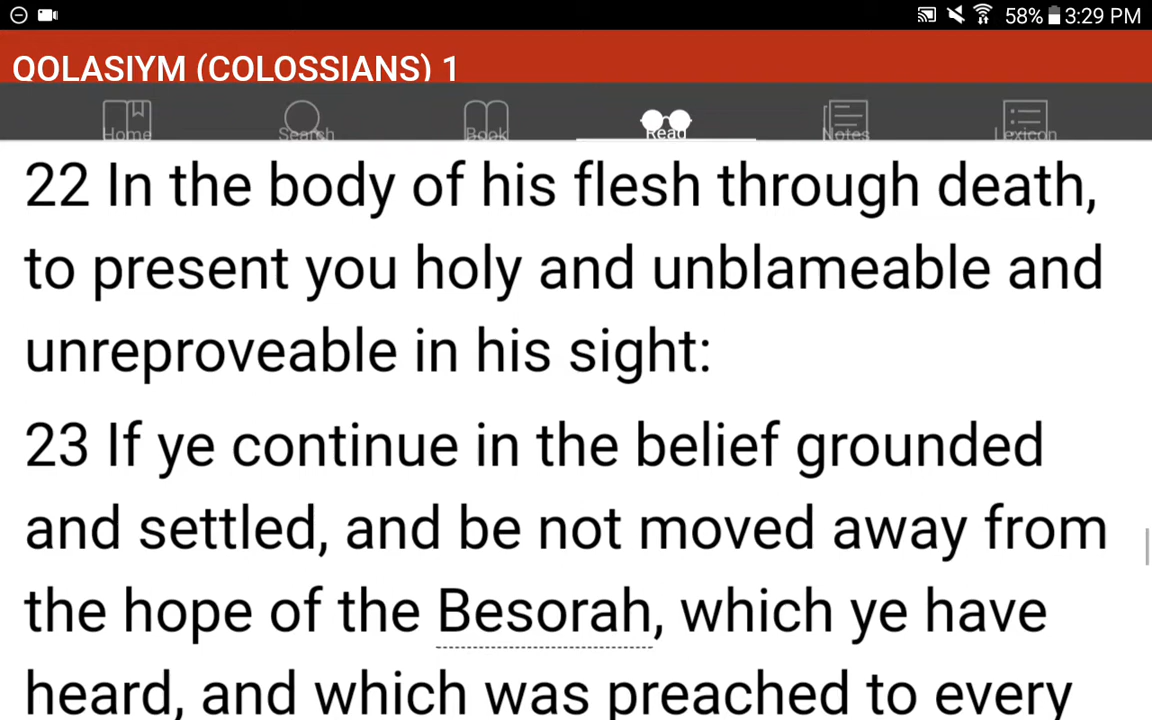 58% 3:29 PM
QOLASIYM (COLOSSIANS) 1
Home Search Book Read Notes Lexicon
22 In the body of his flesh through death,
to present you holy and unblameable and
unreproveable in his sight:
23 If ye continue in the belief grounded
and settled, and be not moved away from
the hope of the Besorah, which ye have
heard, and which was preached to every